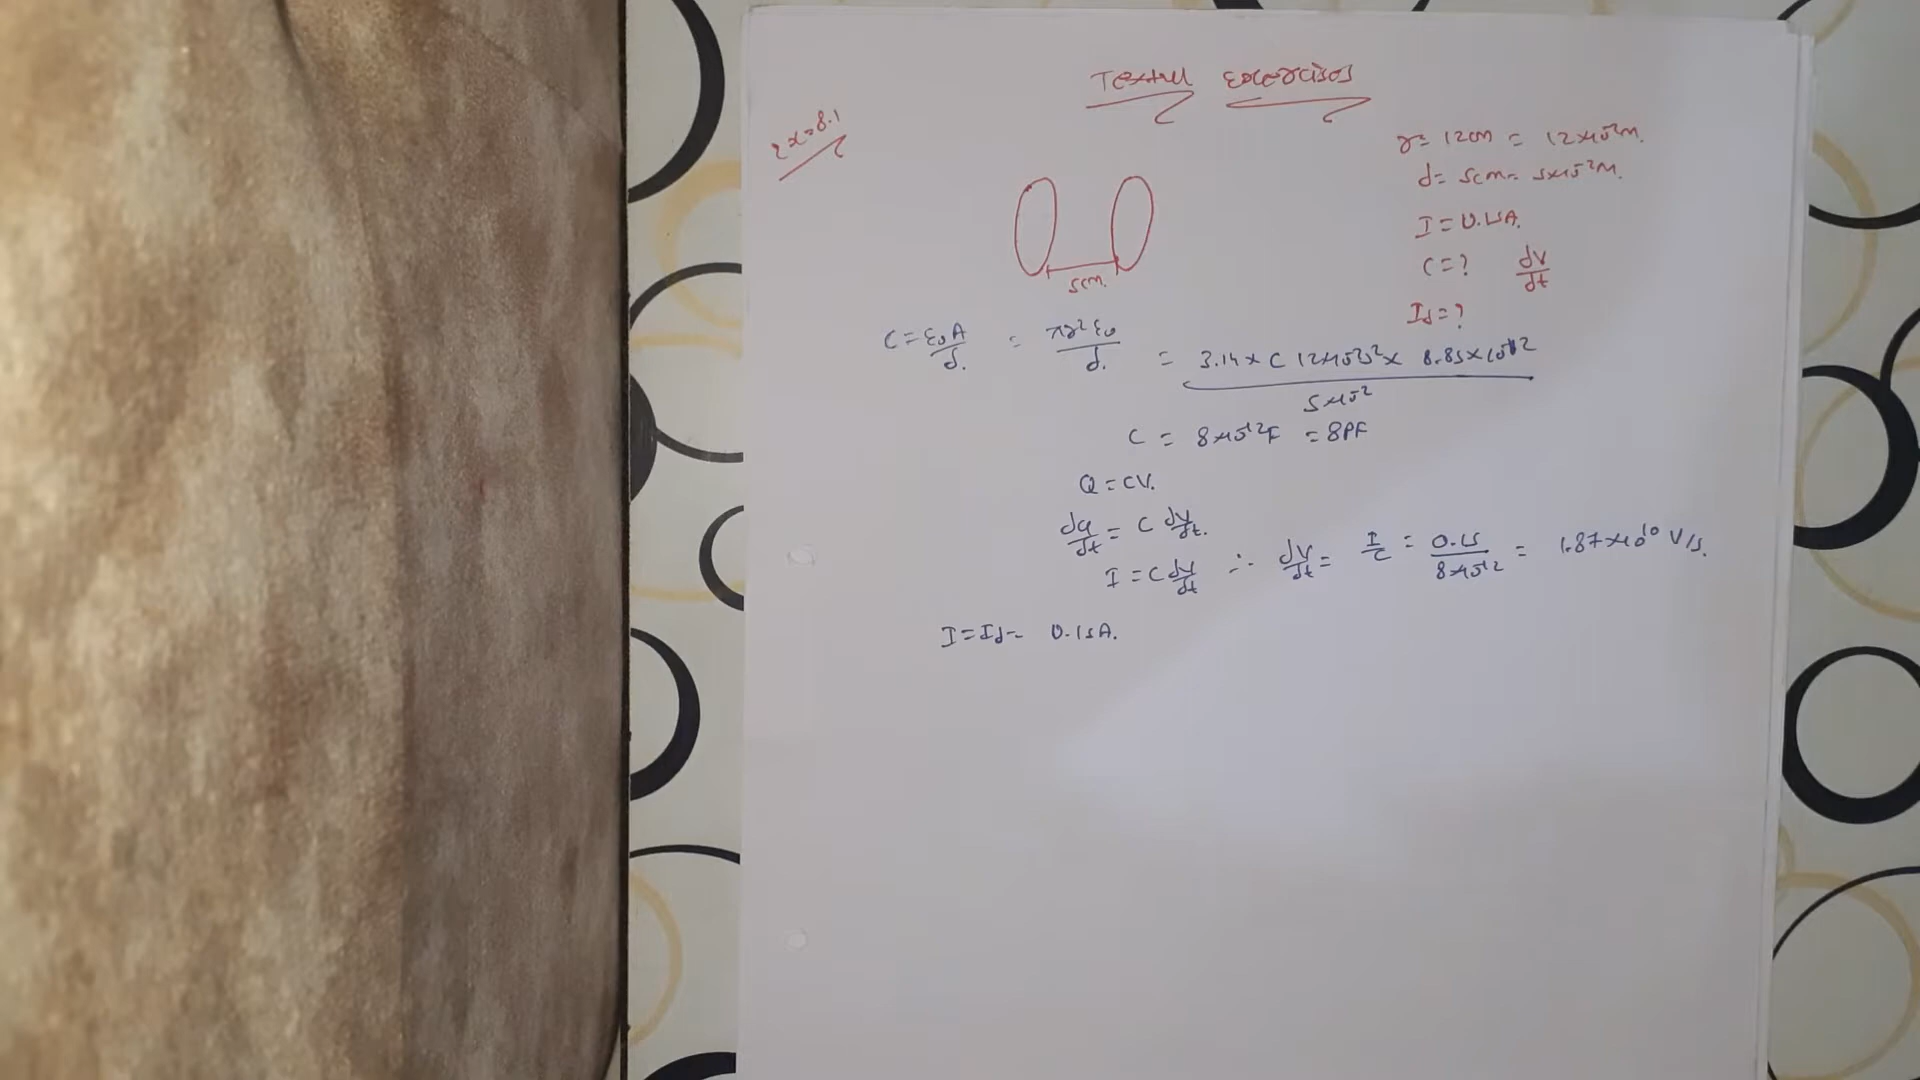 Textul Exercises
Ex=8.1
r= 12cm = 12×10⁻²m.
d= 5cm= 5×10⁻²m.
I = 0.15A.
C=? dV/dt
Id=?
5cm.
C = ε₀A/d. = πr²ε₀/d. = 3.14 × (12×10⁻²)² × 8.85×10⁻¹² / 5×10⁻²
C = 8×10⁻¹²F = 8PF
Q = CV.
dq/dt = C dV/dt.
I = C dV/dt ∴ dV/dt = I/C = 0.15/8×10⁻¹² = 1.87×10¹⁰ V/s.
I = Id = 0.15A.